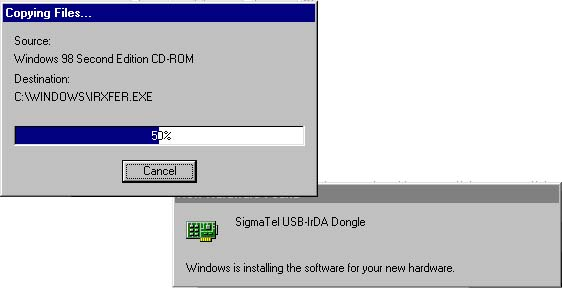 Copying Files...
Source:
Windows 98 Second Edition CD-ROM
Destination:
C:\WINDOWS\IRXFER.EXE
50%
Cancel
SigmaTel USB-IrDA Dongle
Windows is installing the software for your new hardware.